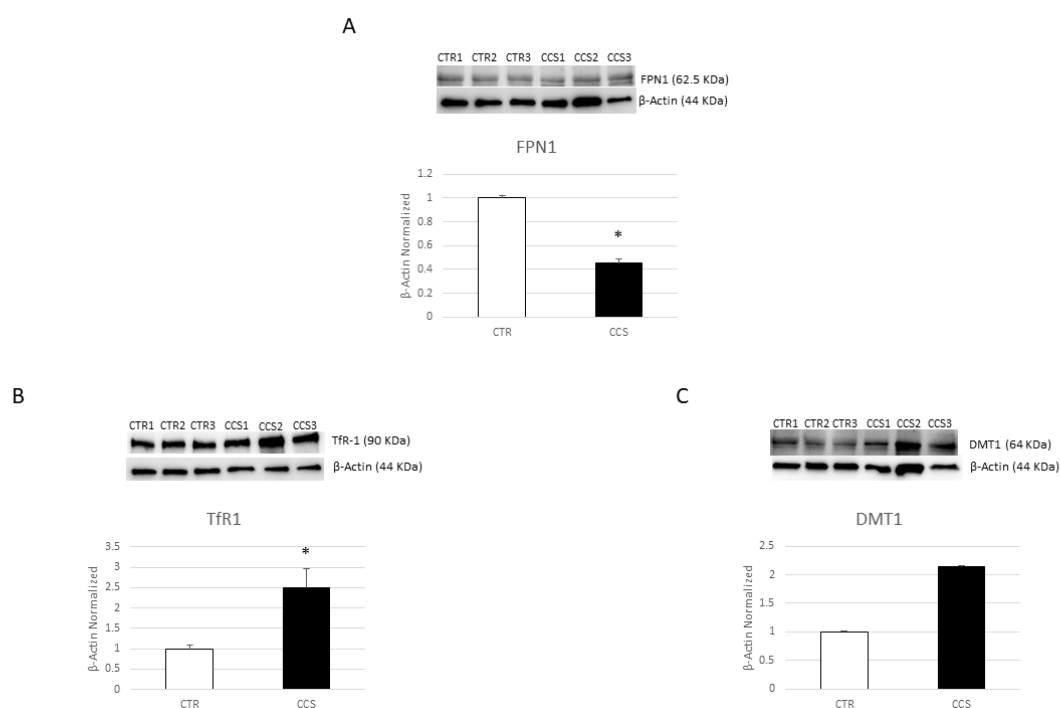 A
CTR1 CTR2 CTR3 CCS1 CCS2 CCS3
FPN1 (62.5 KDa)
β-Actin (44 KDa)
FPN1
β-Actin Normalized
1.2
1
0.8
0.6
0.4
0.2
0
*
CTR CCS
B
CTR1 CTR2 CTR3 CCS1 CCS2 CCS3
TfR-1 (90 KDa)
β-Actin (44 KDa)
TfR1
β-Actin Normalized
3.5
3
2.5
2
1.5
1
0.5
0
*
CTR CCS
C
CTR1 CTR2 CTR3 CCS1 CCS2 CCS3
DMT1 (64 KDa)
β-Actin (44 KDa)
DMT1
β-Actin Normalized
2.5
2
1.5
1
0.5
0
CTR CCS